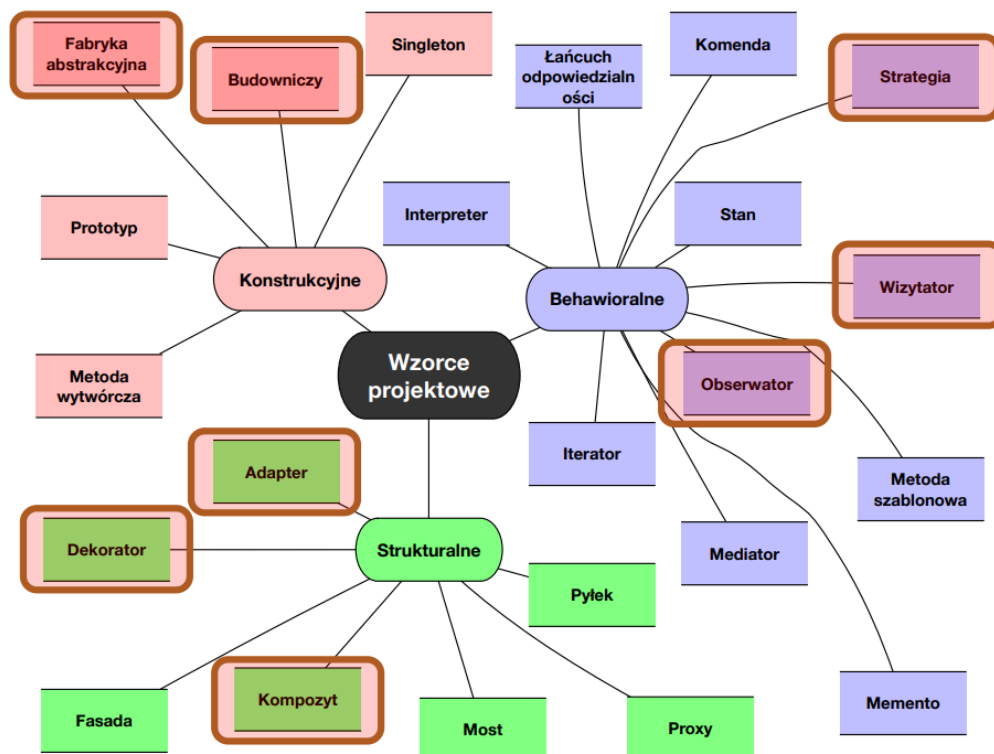 Fabryka
abstrakcyjna
Budowniczy
Singleton
Łańcuch
odpowiedzialn
ości
Komenda
Strategia
Prototyp
Interpreter
Stan
Konstrukcyjne
Behawioralne
Wizytator
Metoda
wytwórcza
Wzorce
projektowe
Obserwator
Adapter
Iterator
Metoda
szablonowa
Dekorator
Strukturalne
Mediator
Pyłek
Fasada
Kompozyt
Most
Proxy
Memento